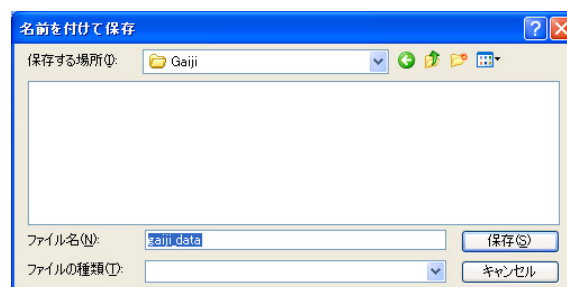 名前を付けて保存
保存する場所(I):
Gaiji
ファイル名(N):
gaiji_data
保存(S)
ファイルの種類(T):
キャンセル